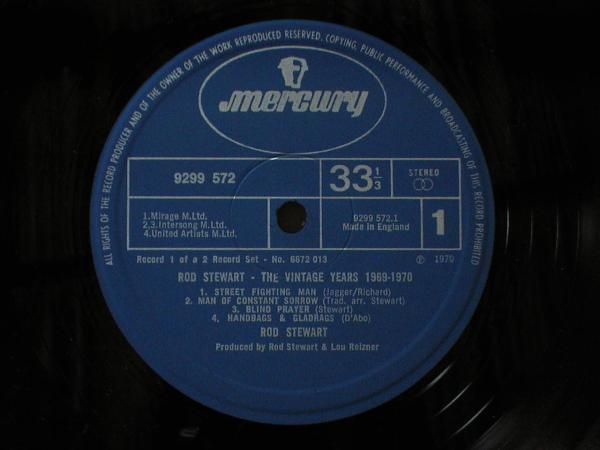 ALL RIGHTS OF THE RECORD PRODUCER AND OF THE OWNER OF THE WORK REPRODUCED RESERVED. COPYING, PUBLIC PERFORMANCE AND BROADCASTING OF THIS RECORD PROHIBITED
mercury
9299 572
33 1/3
STEREO
1.Mirage M.Ltd.
2,3.Intersong M.Ltd.
4.United Artists M.Ltd.
9299 572.1
Made in England
1
Record 1 of a 2 Record Set - No. 6672 013
℗ 1970
ROD STEWART - THE VINTAGE YEARS 1969-1970
1. STREET FIGHTING MAN (Jagger/Richard)
2. MAN OF CONSTANT SORROW (Trad. arr. Stewart)
3. BLIND PRAYER (Stewart)
4. HANDBAGS & GLADRAGS (D'Abo)
ROD STEWART
Produced by Rod Stewart & Lou Reizner